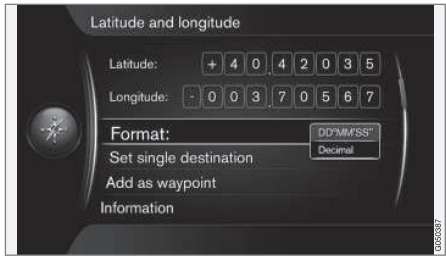 Latitude and longitude
Latitude: +40.42035
Longitude: -003.70567
Format: DD°MM'SS"
Decimal
Set single destination
Add as waypoint
Information
G050387